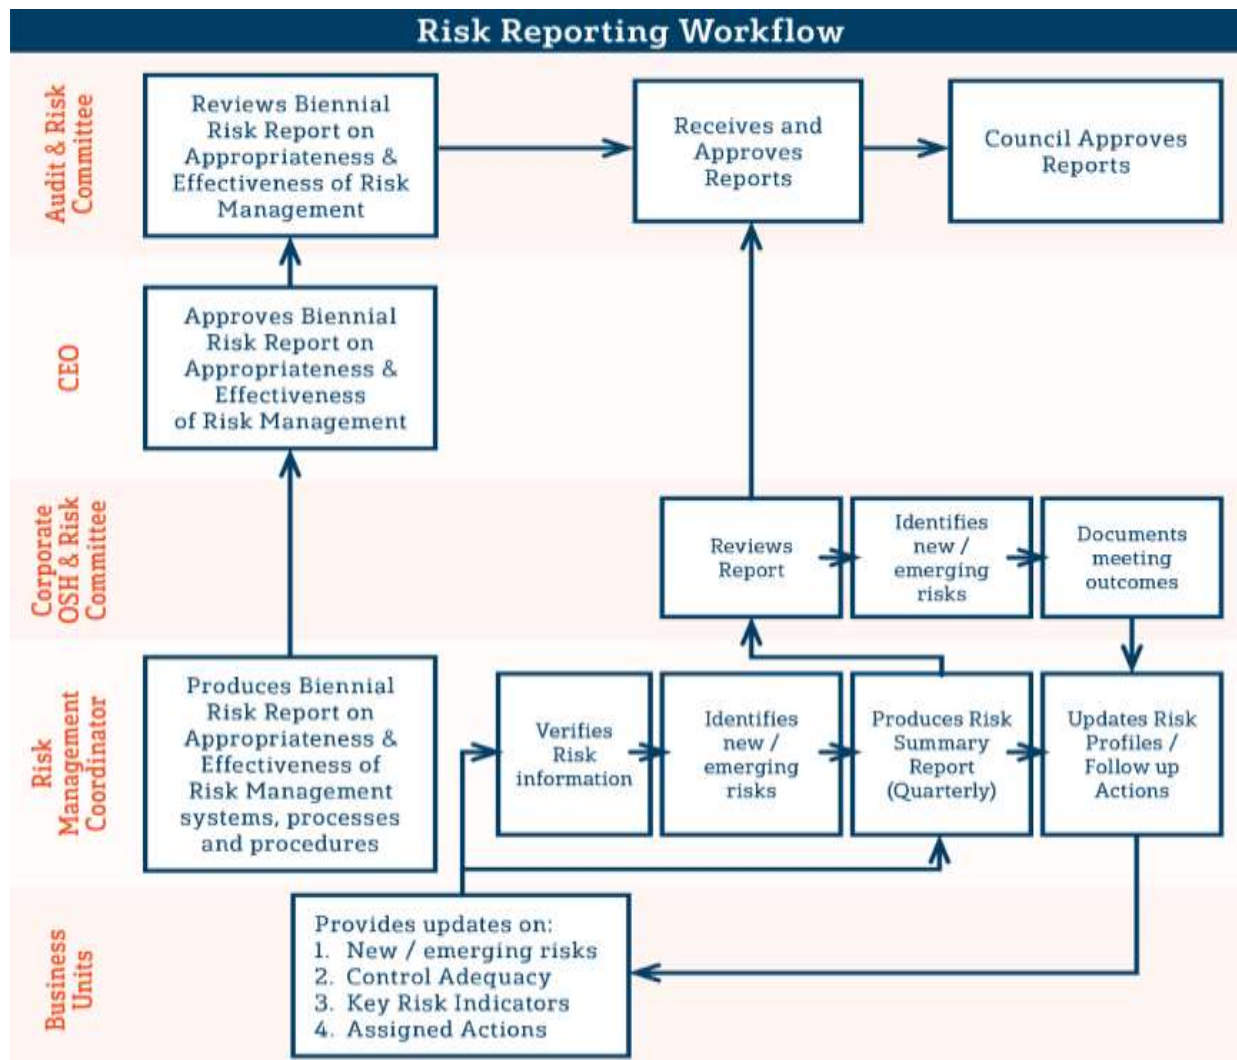 Risk Reporting Workflow
Audit & Risk
Committee
Reviews Biennial
Risk Report on
Appropriateness &
Effectiveness of Risk
Management
Receives and
Approves
Reports
Council Approves
Reports
CEO
Approves Biennial
Risk Report on
Appropriateness &
Effectiveness
of Risk Management
Corporate
OSH & Risk
Committee
Reviews
Report
Identifies
new /
emerging
risks
Documents
meeting
outcomes
Risk
Management
Coordinator
Produces Biennial
Risk Report on
Appropriateness &
Effectiveness of
Risk Management
systems, processes
and procedures
Verifies
Risk
information
Identifies
new /
emerging
risks
Produces Risk
Summary
Report
(Quarterly)
Updates Risk
Profiles /
Follow up
Actions
Business
Units
Provides updates on:
1. New / emerging risks
2. Control Adequacy
3. Key Risk Indicators
4. Assigned Actions